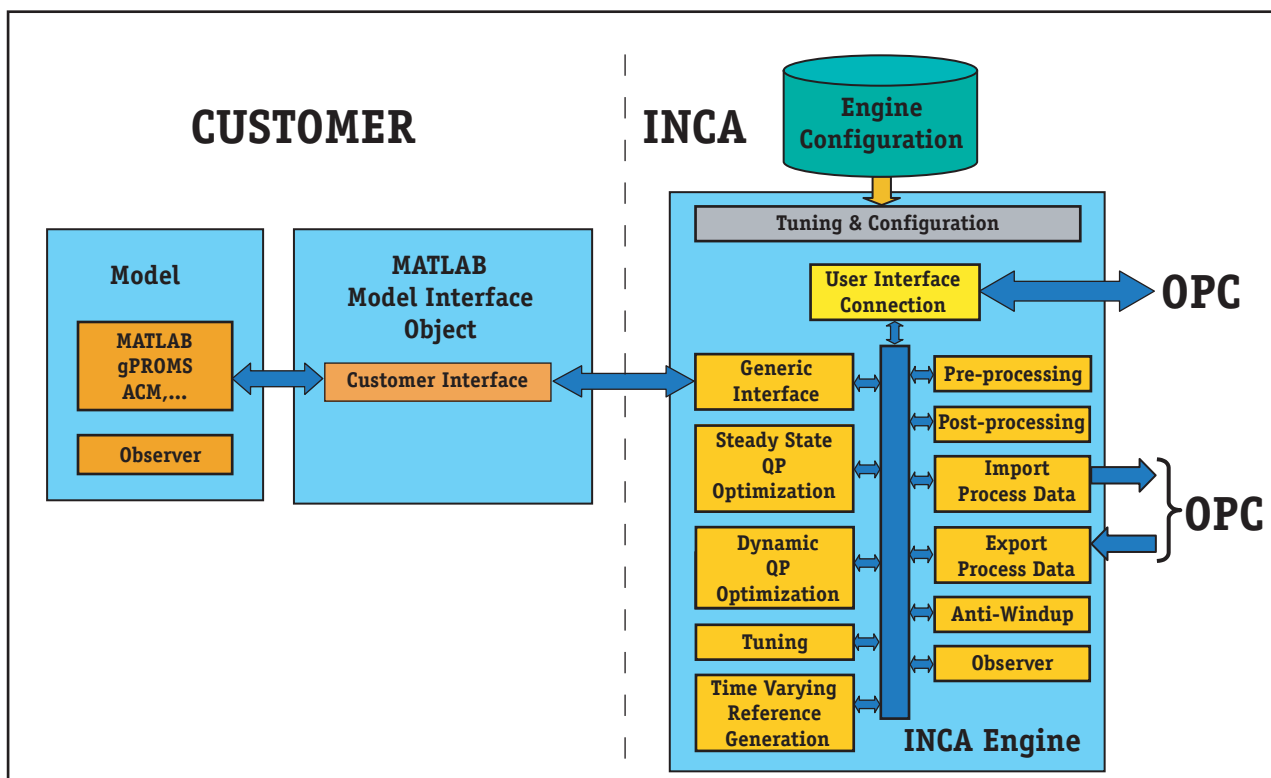 CUSTOMER
INCA
Engine
Configuration
Tuning & Configuration
Model
MATLAB
gPROMS
ACM,...
Observer
MATLAB
Model Interface
Object
Customer Interface
User Interface
Connection
OPC
Generic
Interface
Steady State
QP
Optimization
Dynamic
QP
Optimization
Tuning
Time Varying
Reference
Generation
Pre-processing
Post-processing
Import
Process Data
Export
Process Data
OPC
Anti-Windup
Observer
INCA Engine